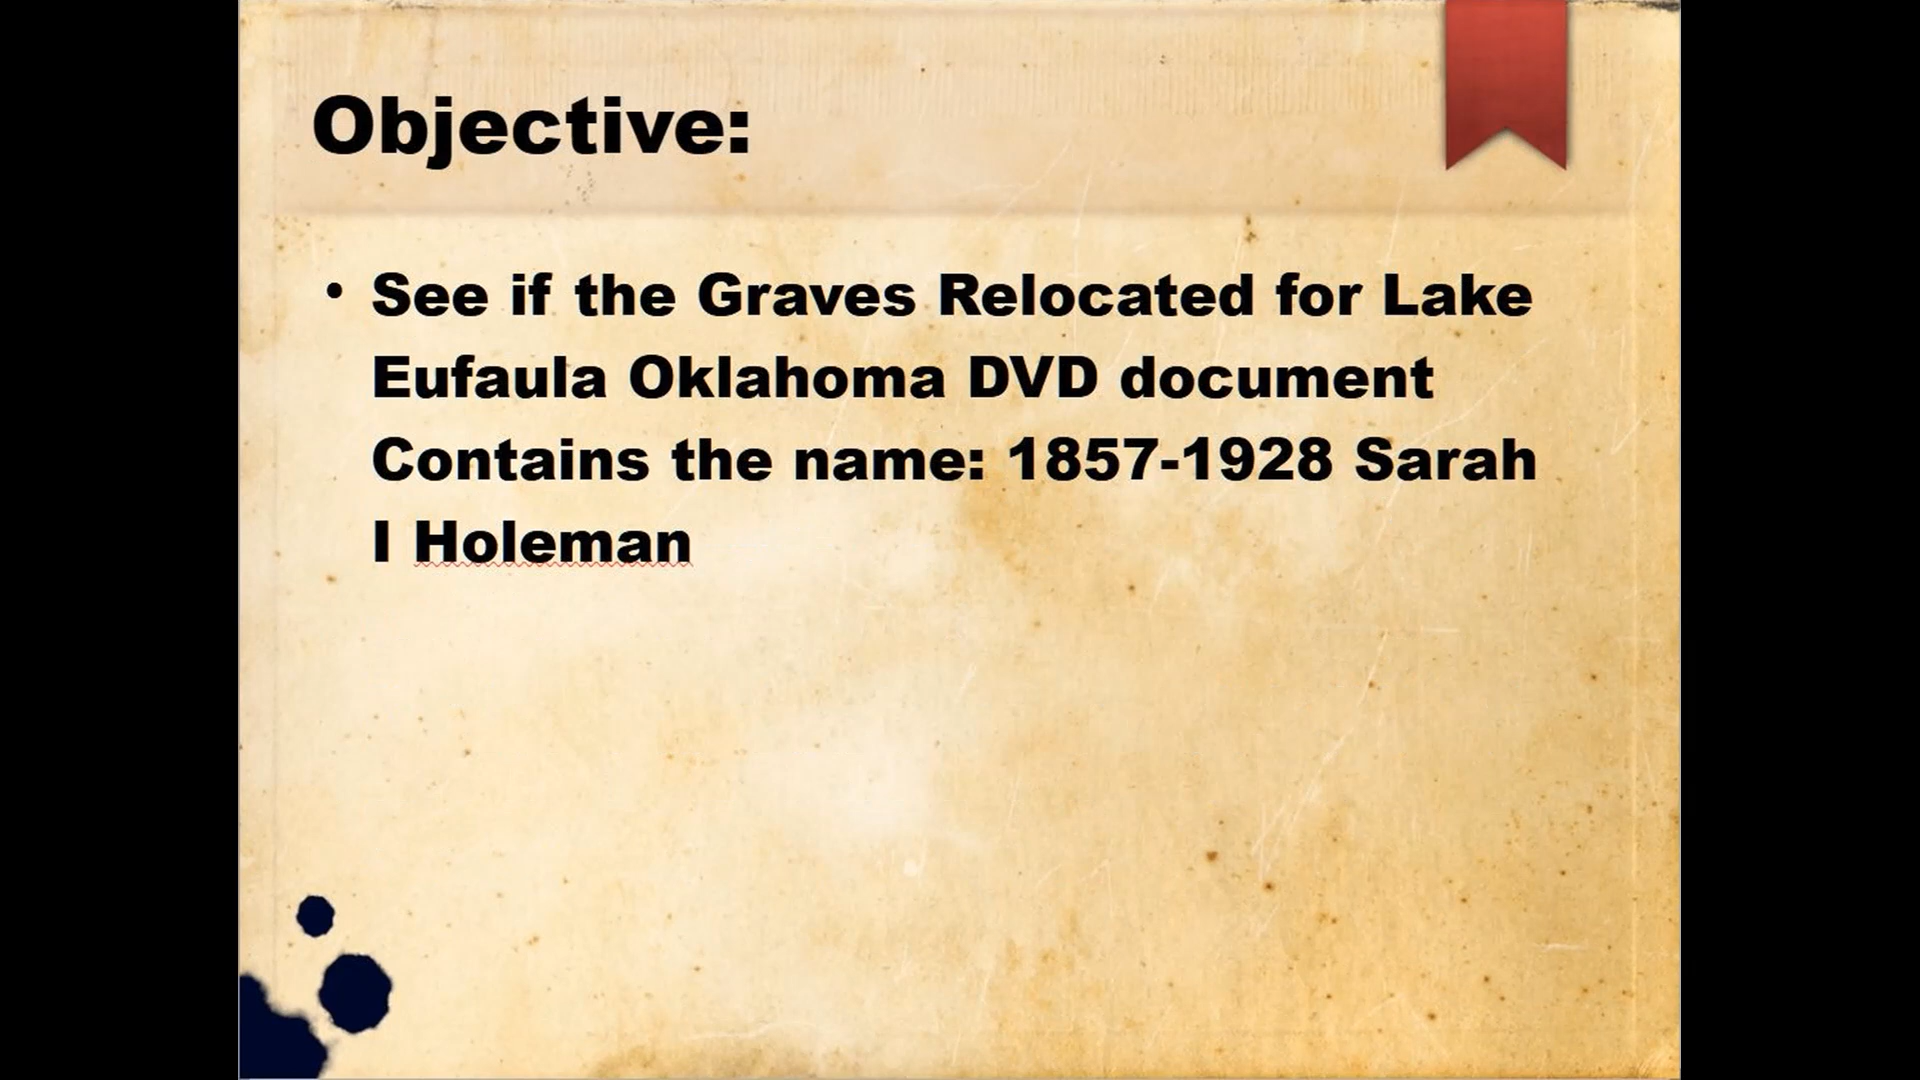 Objective:
• See if the Graves Relocated for Lake
Eufaula Oklahoma DVD document
Contains the name: 1857-1928 Sarah
I Holeman